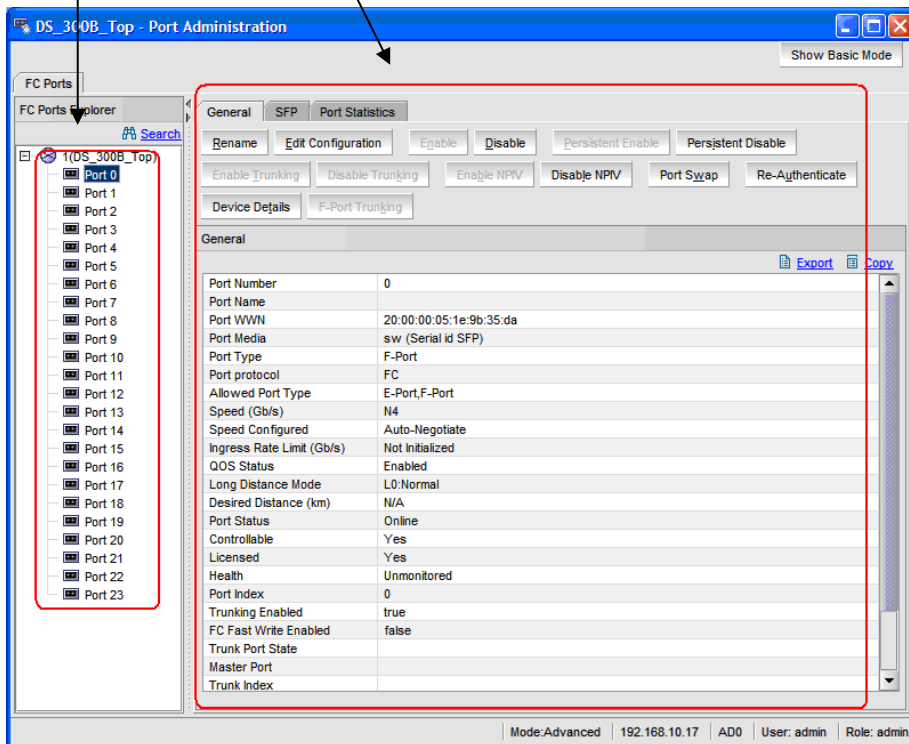 DS_300B_Top - Port Administration
Show Basic Mode
FC Ports
FC Ports Explorer
Search
1(DS_300B_Top)
Port 0
Port 1
Port 2
Port 3
Port 4
Port 5
Port 6
Port 7
Port 8
Port 9
Port 10
Port 11
Port 12
Port 13
Port 14
Port 15
Port 16
Port 17
Port 18
Port 19
Port 20
Port 21
Port 22
Port 23
General SFP Port Statistics
Rename Edit Configuration Enable Disable Persistent Enable Persistent Disable
Enable Trunking Disable Trunking Enable NPIV Disable NPIV Port Swap Re-Authenticate
Device Details F-Port Trunking
General
Export Copy
Port Number 0
Port Name
Port WWN 20:00:00:05:1e:9b:35:da
Port Media sw (Serial id SFP)
Port Type F-Port
Port protocol FC
Allowed Port Type E-Port,F-Port
Speed (Gb/s) N4
Speed Configured Auto-Negotiate
Ingress Rate Limit (Gb/s) Not Initialized
QOS Status Enabled
Long Distance Mode L0:Normal
Desired Distance (km) N/A
Port Status Online
Controllable Yes
Licensed Yes
Health Unmonitored
Port Index 0
Trunking Enabled true
FC Fast Write Enabled false
Trunk Port State
Master Port
Trunk Index
Mode:Advanced 192.168.10.17 AD0 User: admin Role: admin